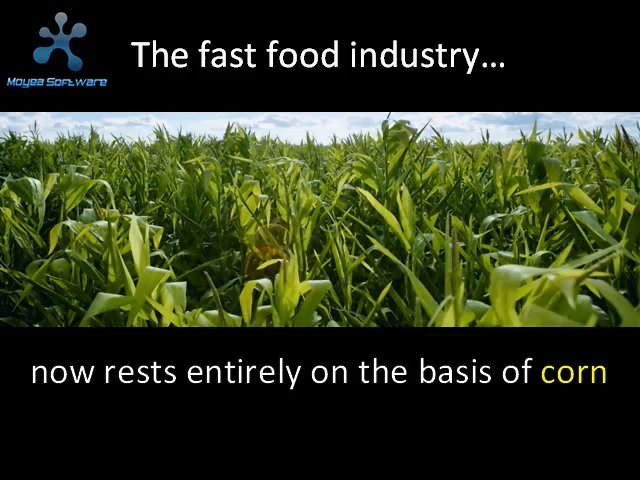 The fast food industry...
Moyea Software
now rests entirely on the basis of corn